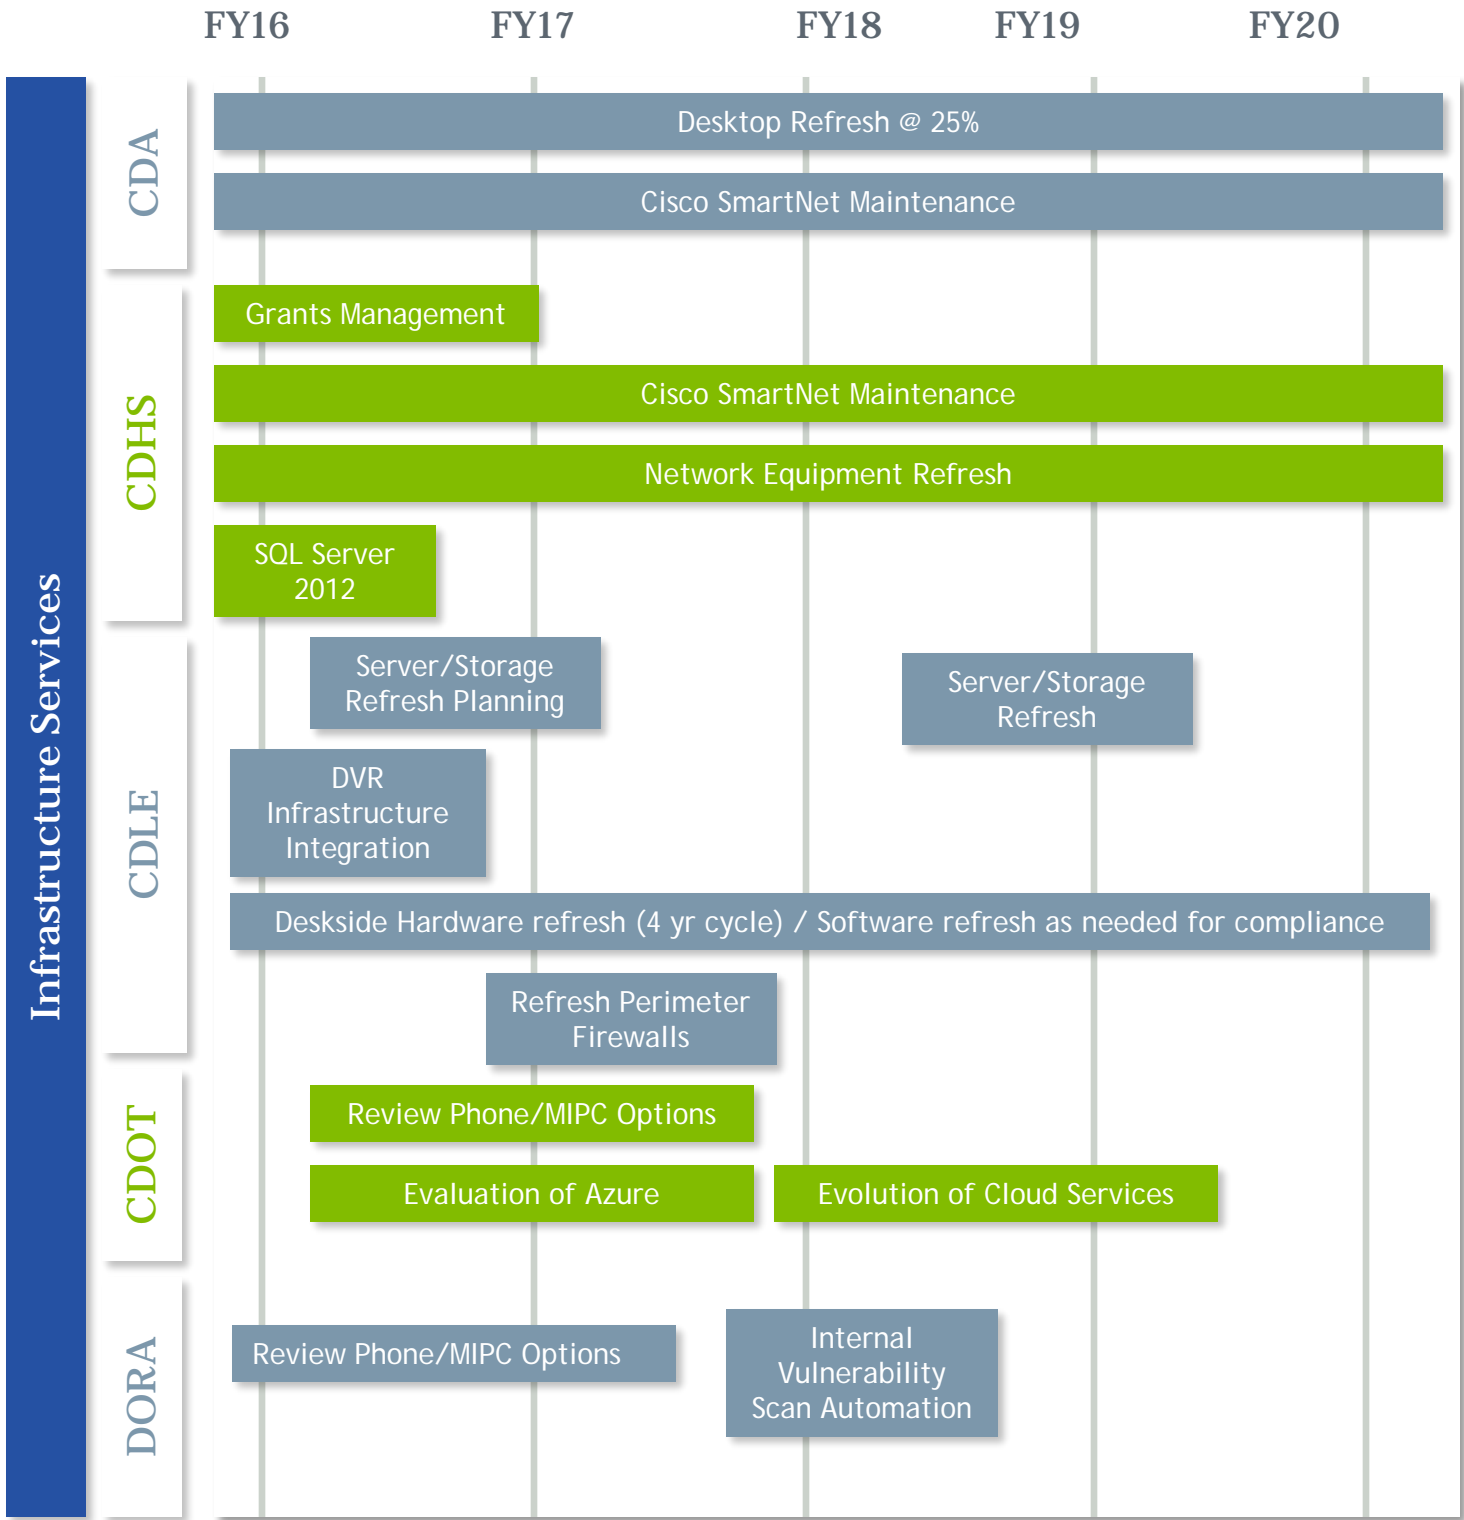 FY16 FY17 FY18 FY19 FY20
Infrastructure Services
CDA
Desktop Refresh @ 25%
Cisco SmartNet Maintenance
CDHS
Grants Management
Cisco SmartNet Maintenance
Network Equipment Refresh
SQL Server
2012
CDLE
Server/Storage
Refresh Planning
Server/Storage
Refresh
DVR
Infrastructure
Integration
Deskside Hardware refresh (4 yr cycle) / Software refresh as needed for compliance
Refresh Perimeter
Firewalls
CDOT
Review Phone/MIPC Options
Evaluation of Azure
Evolution of Cloud Services
DORA
Review Phone/MIPC Options
Internal
Vulnerability
Scan Automation